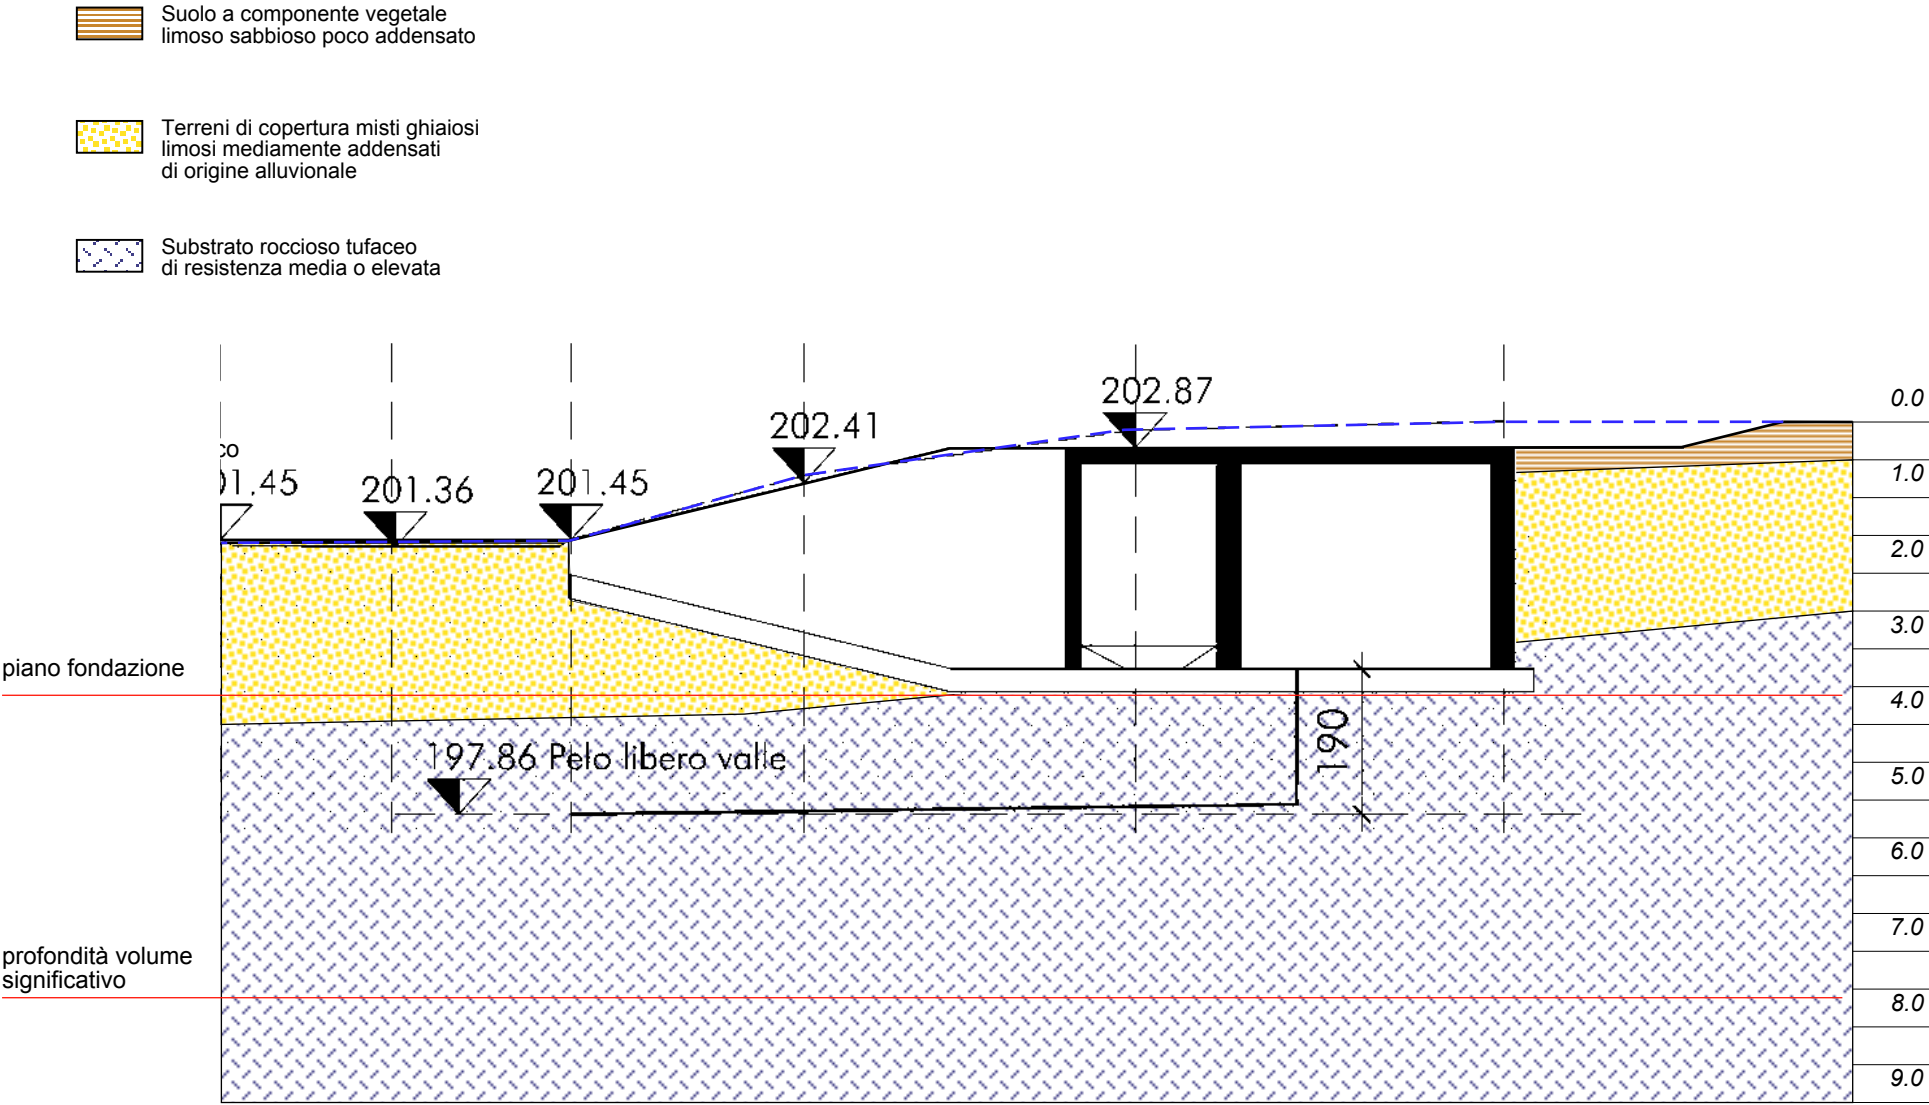 Suolo a componente vegetale
limoso sabbioso poco addensato
Terreni di copertura misti ghiaiosi
limosi mediamente addensati
di origine alluvionale
Substrato roccioso tufaceo
di resistenza media o elevata
202.87
0.0
202.41
co
01.45
201.36
201.45
1.0
2.0
3.0
piano fondazione
4.0
190
197.86 Pelo libero valle
5.0
6.0
7.0
profondità volume
significativo
8.0
9.0